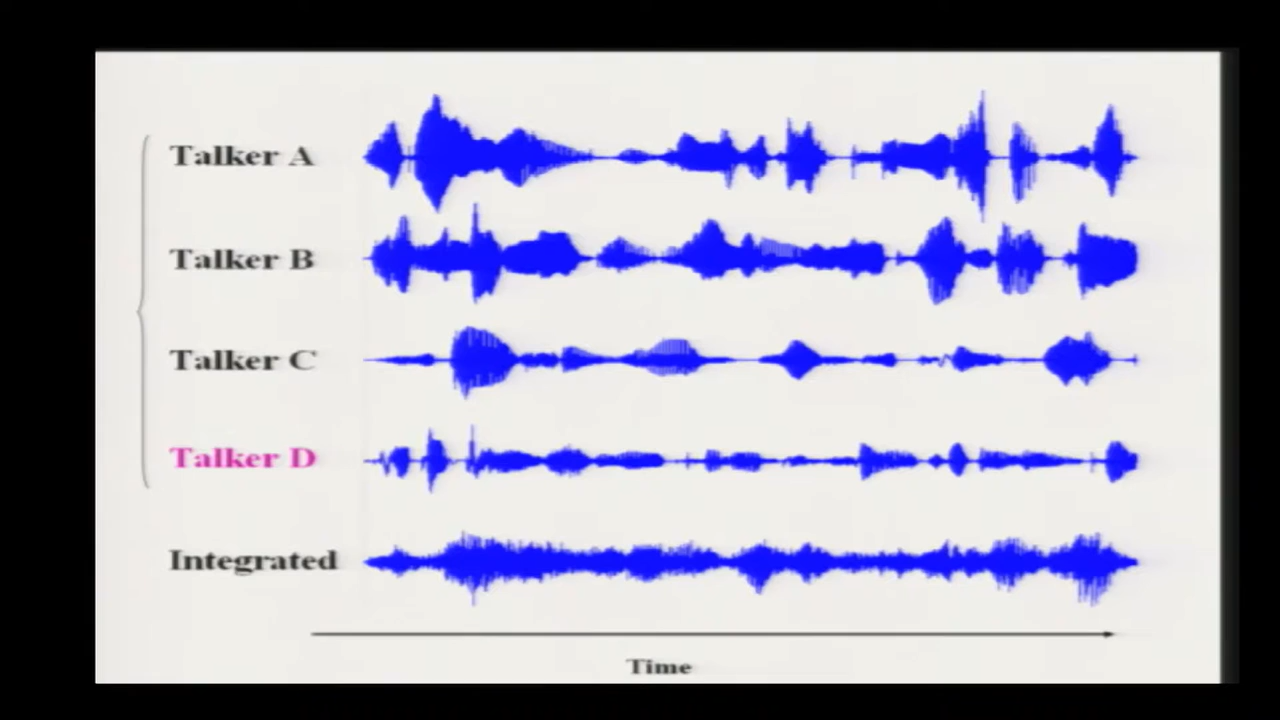 Talker A
Talker B
Talker C
Talker D
Integrated
Time